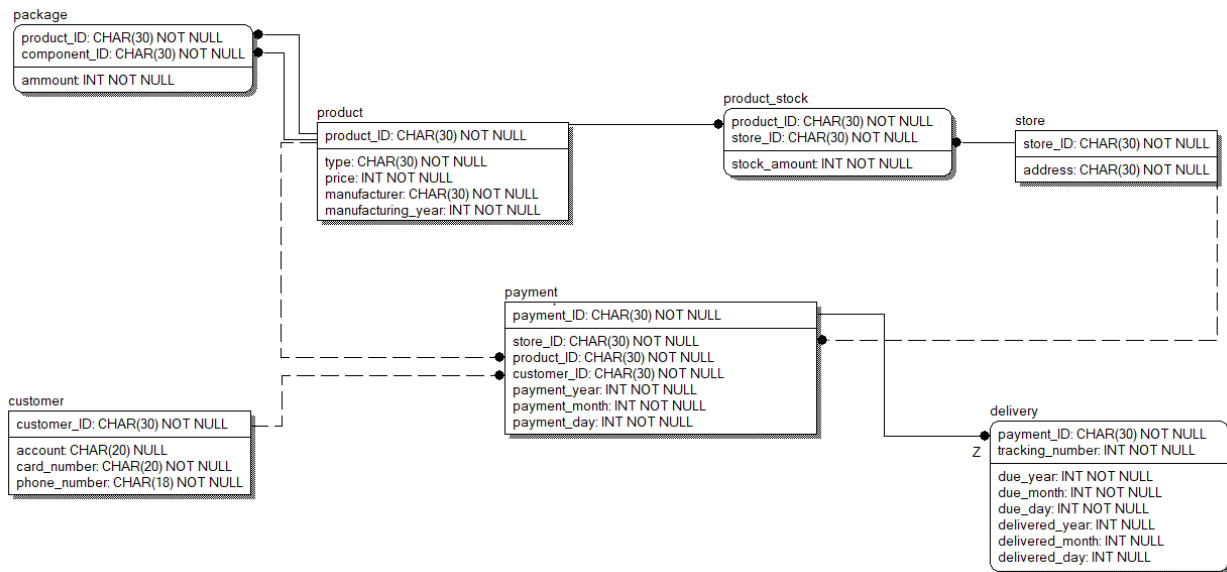 package
product_ID: CHAR(30) NOT NULL
component_ID: CHAR(30) NOT NULL
ammount: INT NOT NULL
product
product_ID: CHAR(30) NOT NULL
type: CHAR(30) NOT NULL
price: INT NOT NULL
manufacturer: CHAR(30) NOT NULL
manufacturing_year: INT NOT NULL
product_stock
product_ID: CHAR(30) NOT NULL
store_ID: CHAR(30) NOT NULL
stock_amount: INT NOT NULL
store
store_ID: CHAR(30) NOT NULL
address: CHAR(30) NOT NULL
payment
payment_ID: CHAR(30) NOT NULL
store_ID: CHAR(30) NOT NULL
product_ID: CHAR(30) NOT NULL
customer_ID: CHAR(30) NOT NULL
payment_year: INT NOT NULL
payment_month: INT NOT NULL
payment_day: INT NOT NULL
customer
customer_ID: CHAR(30) NOT NULL
account: CHAR(20) NULL
card_number: CHAR(20) NOT NULL
phone_number: CHAR(18) NOT NULL
delivery
payment_ID: CHAR(30) NOT NULL
tracking_number: INT NOT NULL
Z
due_year: INT NOT NULL
due_month: INT NOT NULL
due_day: INT NOT NULL
delivered_year: INT NULL
delivered_month: INT NULL
delivered_day: INT NULL